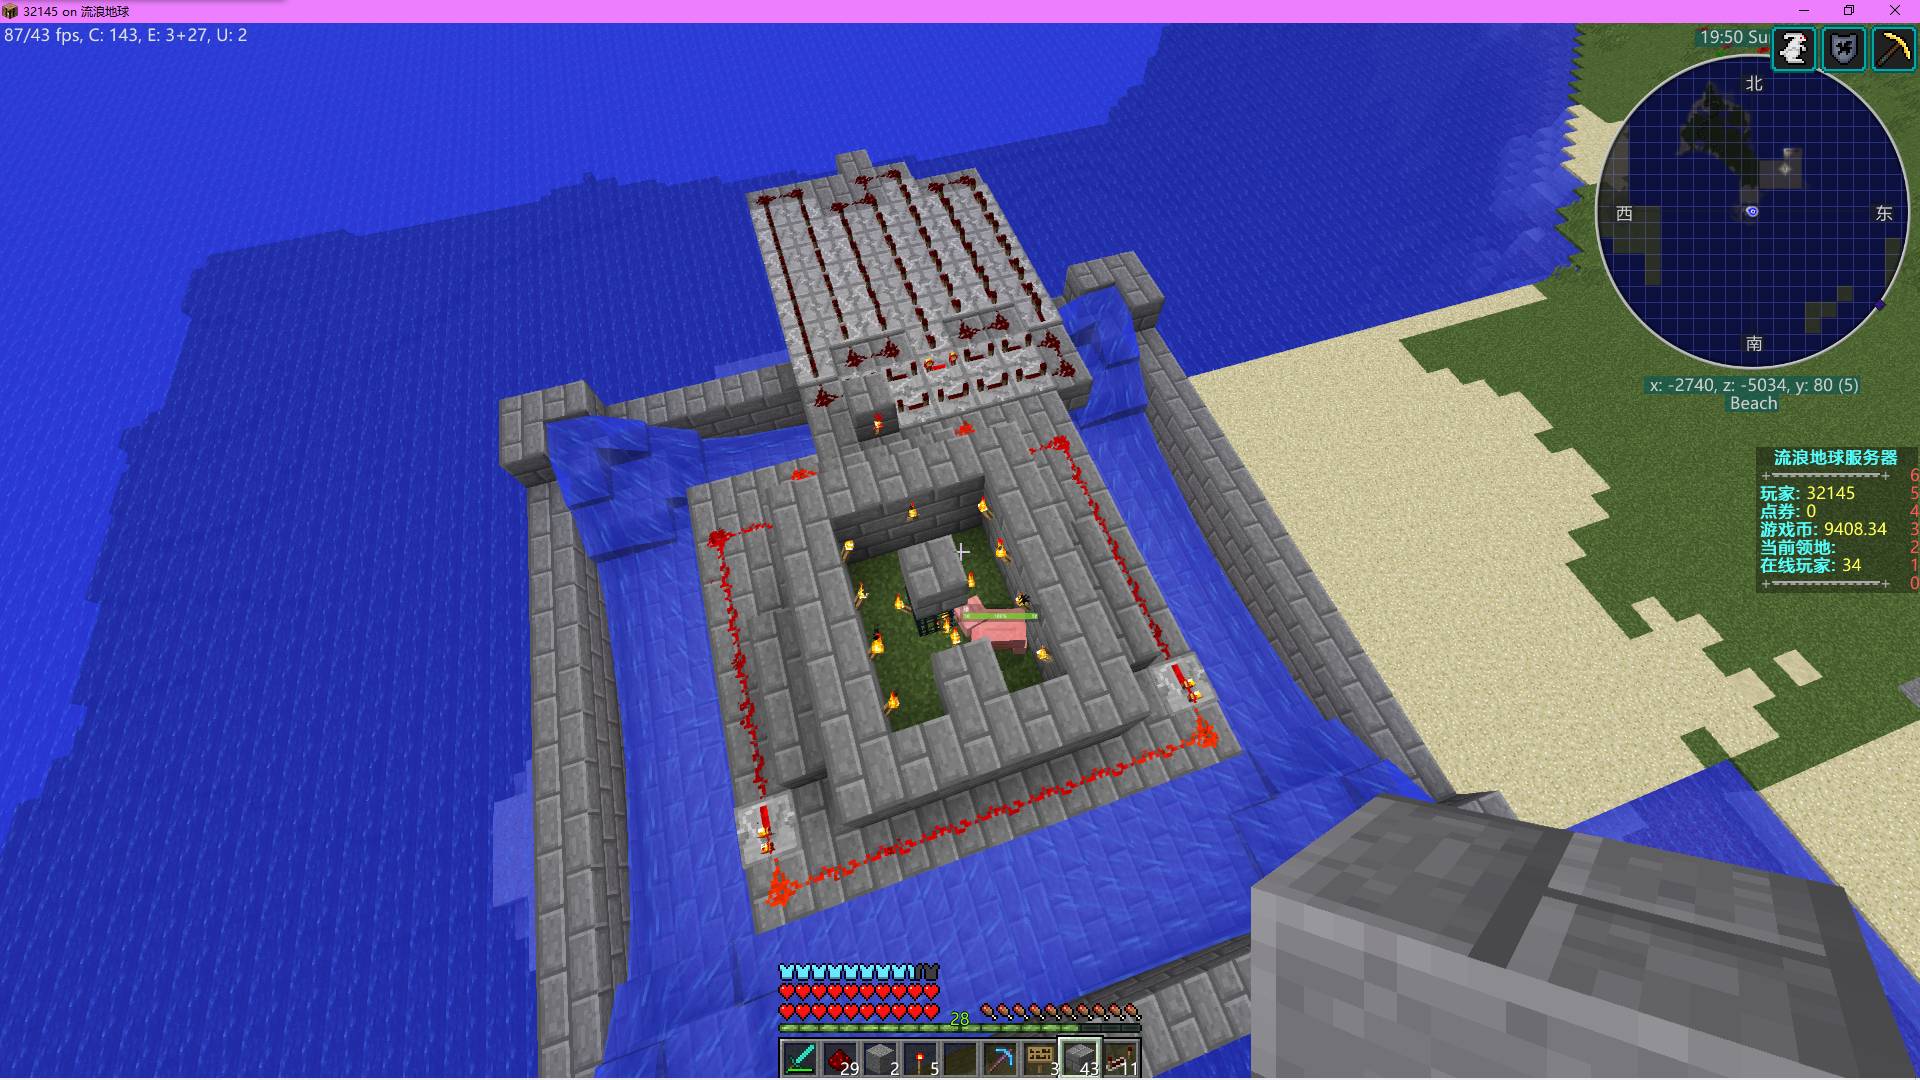 32145 on 流浪地球
87/43 fps, C: 143, E: 3+27, U: 2
19:50 Su
北
西
东
南
x: -2740, z: -5034, y: 80 (5)
Beach
流浪地球服务器
+═════════════+ 6
玩家: 32145 5
点券: 0 4
游戏币: 9408.34 3
当前领地: 2
在线玩家: 34 1
+═════════════+ 0
28
29 2 5 3 43 11